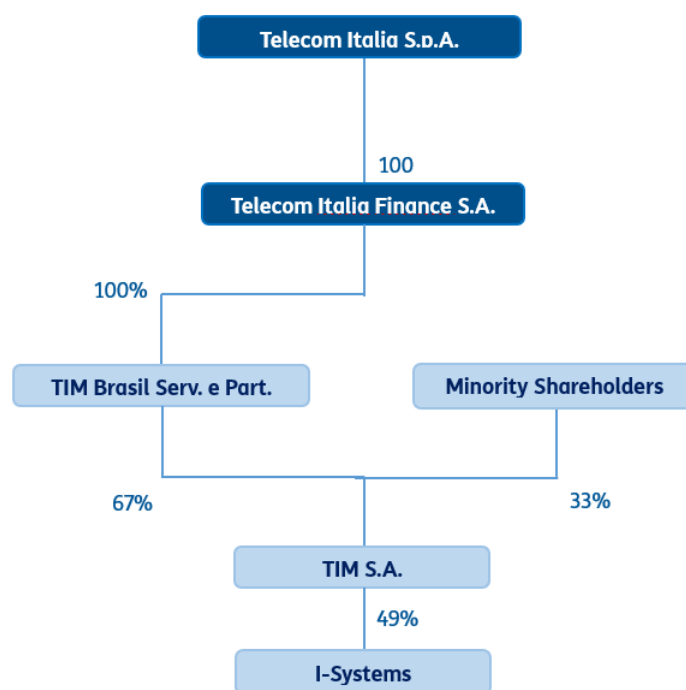 Telecom Italia S.p.A.
100
Telecom Italia Finance S.A.
100%
TIM Brasil Serv. e Part.
Minority Shareholders
67%
33%
TIM S.A.
49%
I-Systems